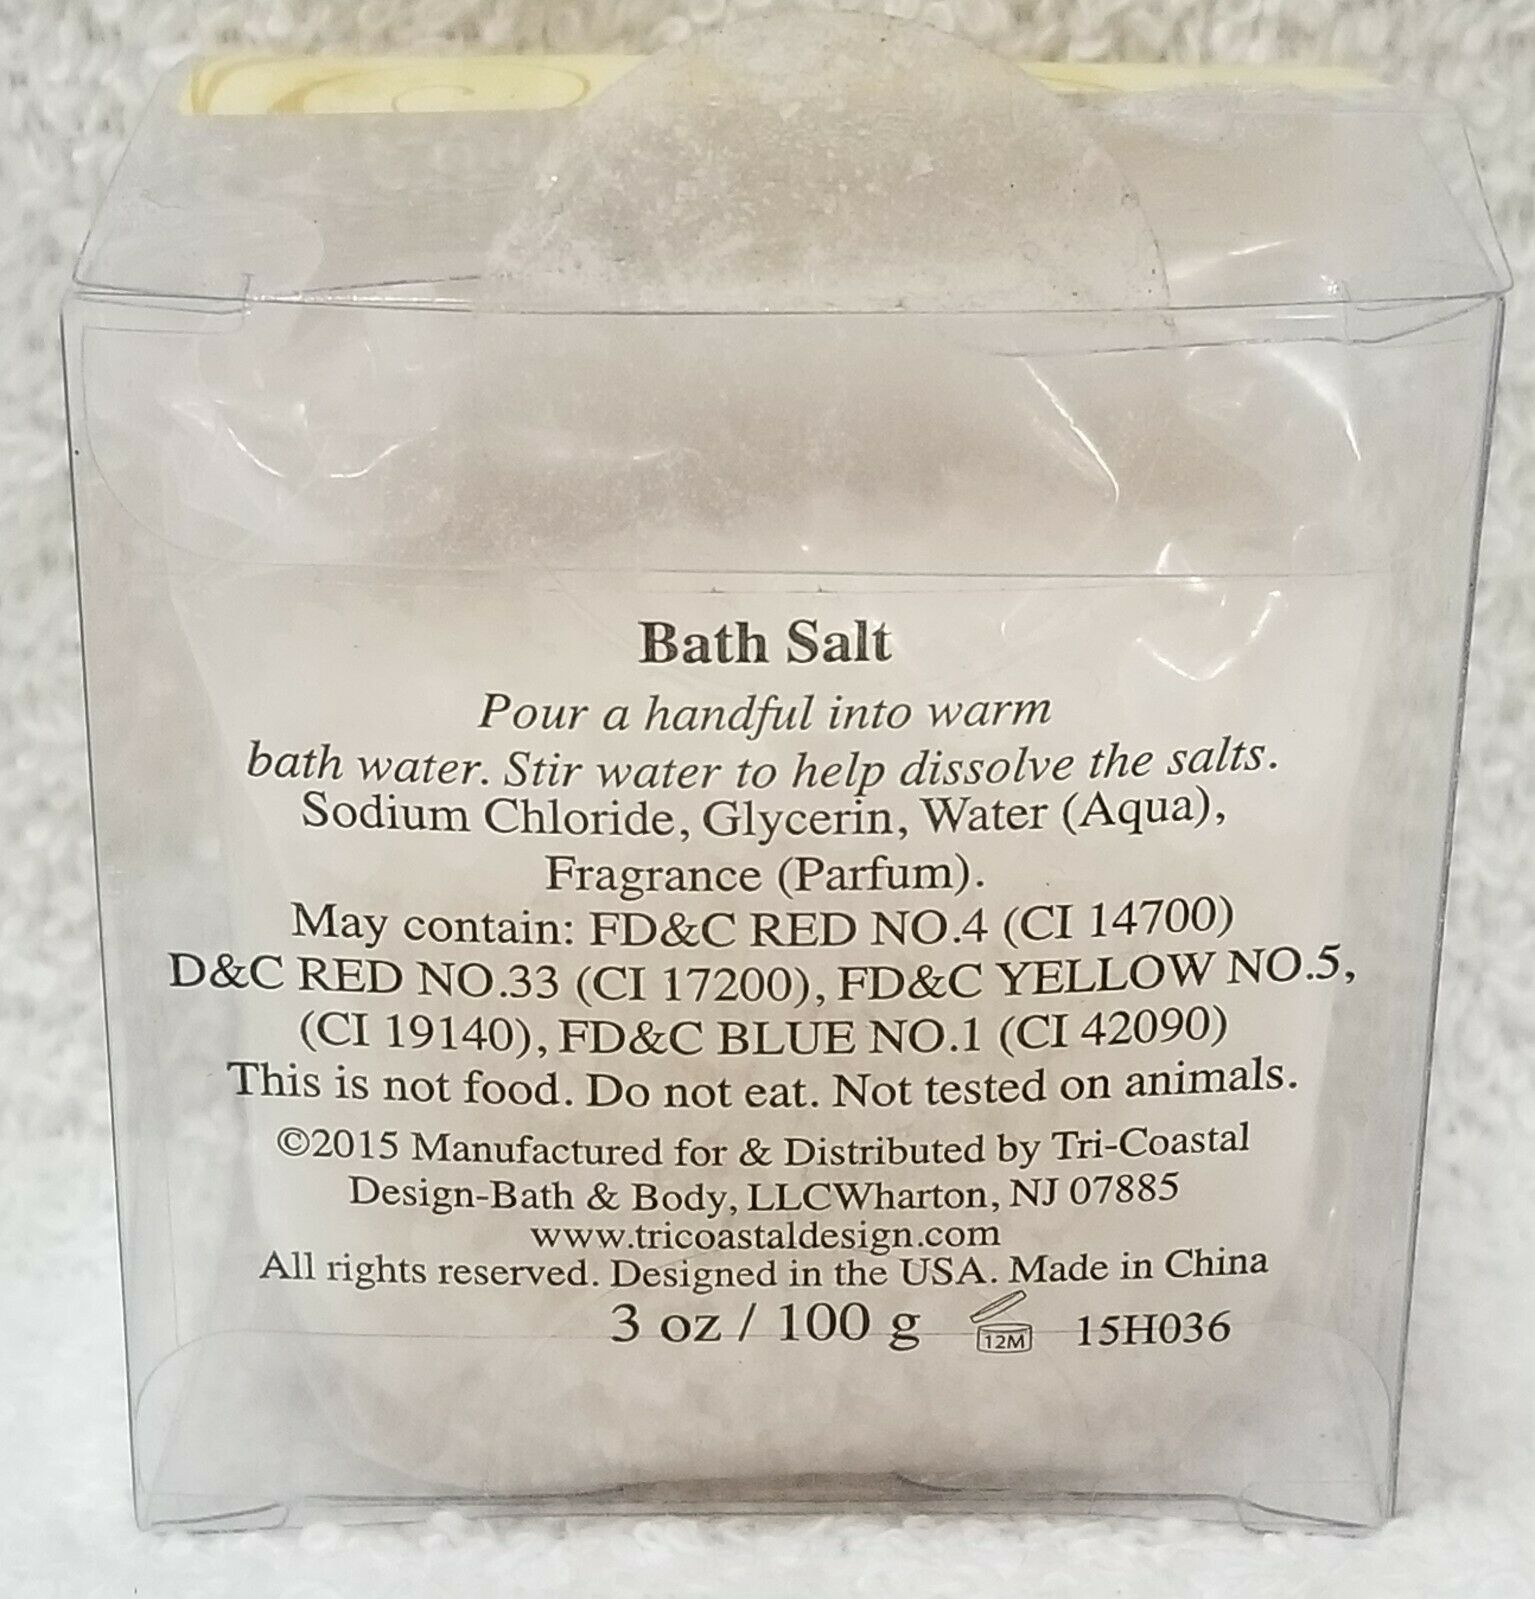 Bath Salt
Pour a handful into warm
bath water. Stir water to help dissolve the salts.
Sodium Chloride, Glycerin, Water (Aqua),
Fragrance (Parfum).
May contain: FD&C RED NO.4 (CI 14700)
D&C RED NO.33 (CI 17200), FD&C YELLOW NO.5,
(CI 19140), FD&C BLUE NO.1 (CI 42090)
This is not food. Do not eat. Not tested on animals.
©2015 Manufactured for & Distributed by Tri-Coastal
Design-Bath & Body, LLCWharton, NJ 07885
www.tricoastaldesign.com
All rights reserved. Designed in the USA. Made in China
3 oz / 100 g 12M 15H036